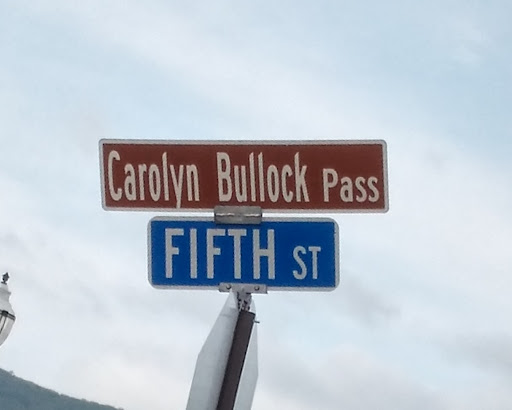 Carolyn Bullock Pass
FIFTH ST